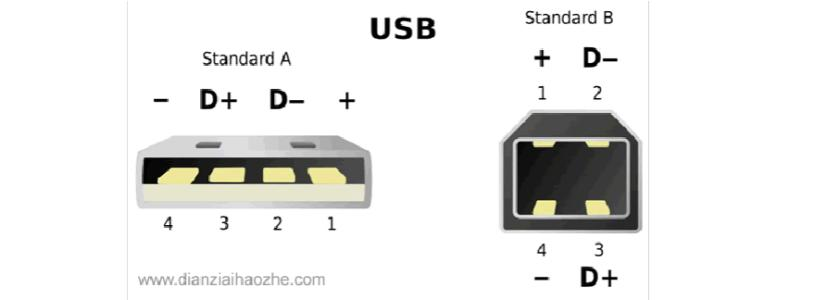 USB
Standard A
− D+ D− +
4 3 2 1
Standard B
+ D−
1 2
4 3
− D+
www.dianziaihaozhe.com